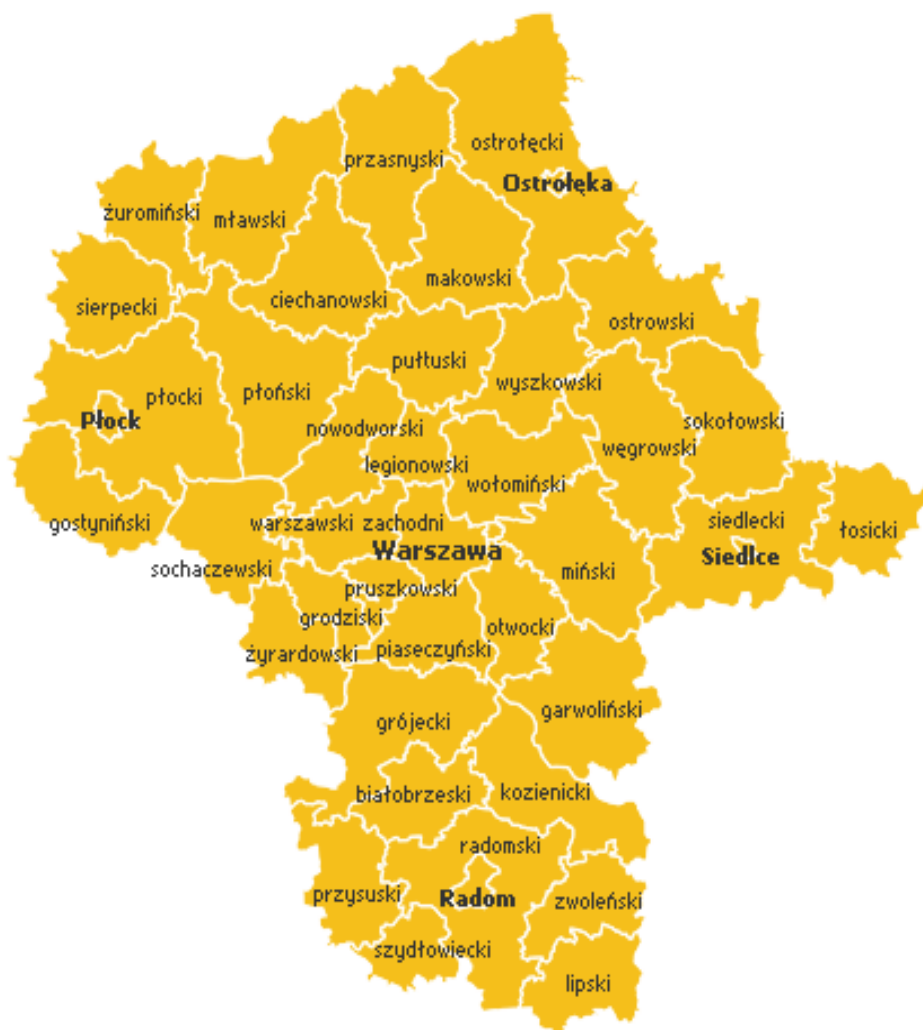 ostrołęcki
przasnyski
Ostrołęka
żuromiński
mławski
makowski
ciechanowski
sierpecki
ostrowski
pułtuski
wyszkowski
płocki
płoński
Płock
sokołowski
nowodworski
węgrowski
legionowski
wołomiński
gostyniński
warszawski zachodni
siedlecki
łosicki
Warszawa
Siedlce
sochaczewski
miński
pruszkowski
grodziski
otwocki
żyrardowski
piaseczyński
garwoliński
grójecki
białobrzeski
kozienicki
radomski
przysuski
Radom
zwoleński
szydłowiecki
lipski